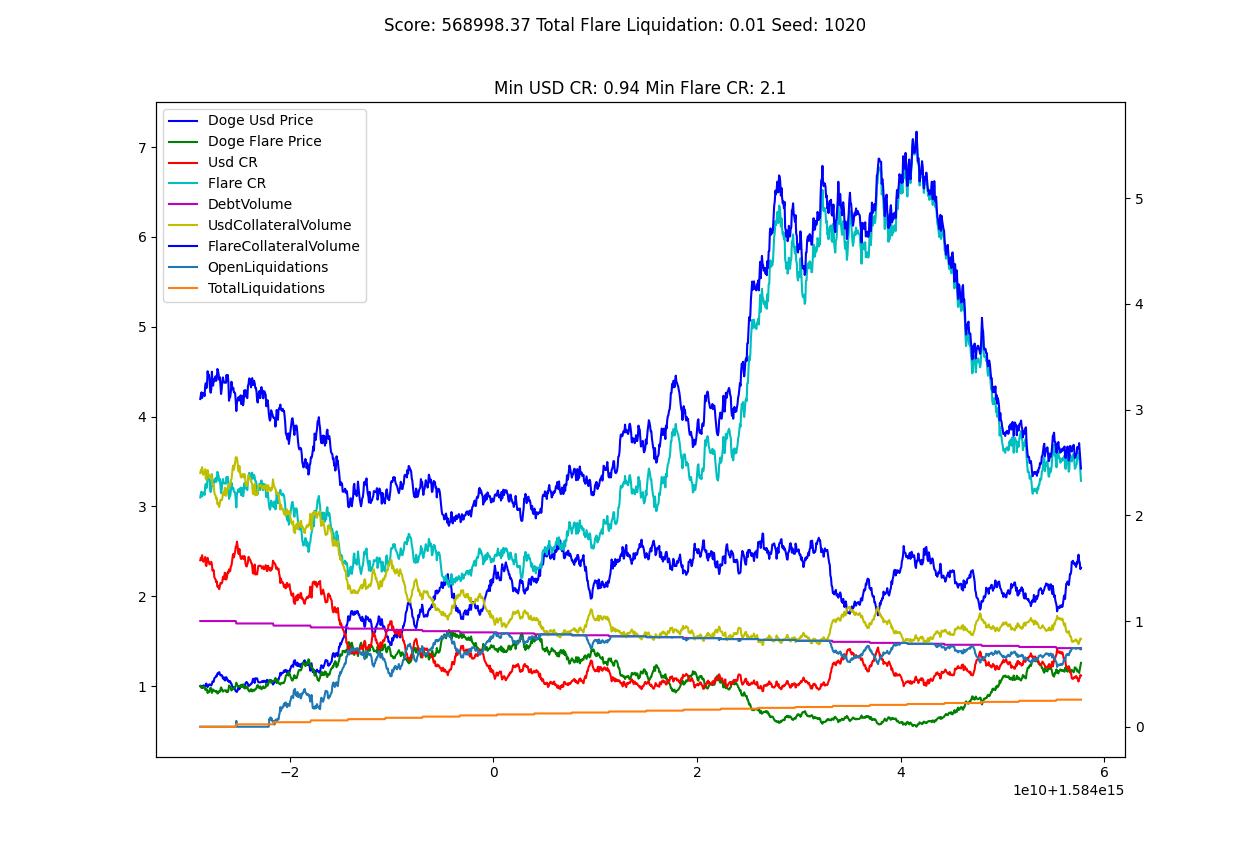 Score: 568998.37 Total Flare Liquidation: 0.01 Seed: 1020
Min USD CR: 0.94 Min Flare CR: 2.1
Doge Usd Price
Doge Flare Price
Usd CR
Flare CR
DebtVolume
UsdCollateralVolume
FlareCollateralVolume
OpenLiquidations
TotalLiquidations
7
6
5
4
3
2
1
5
4
3
2
1
0
−2
0
2
4
6
1e10+1.584e15